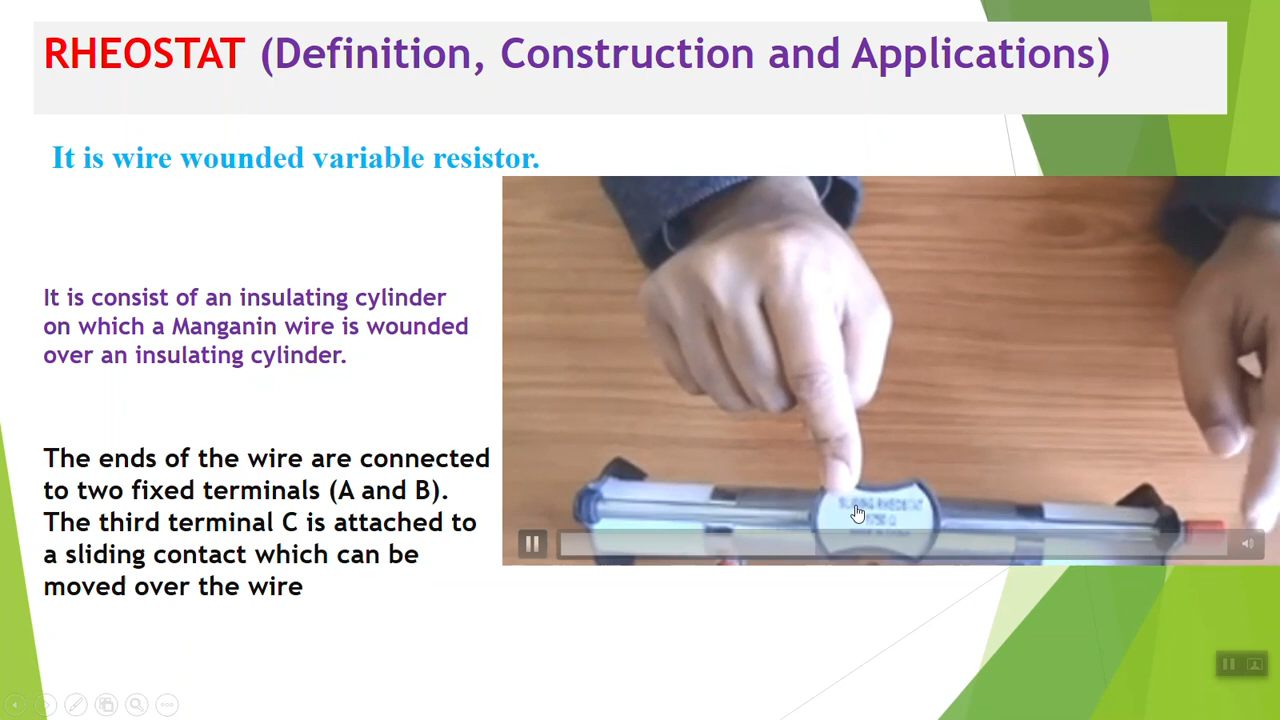 RHEOSTAT (Definition, Construction and Applications)
It is wire wounded variable resistor.
It is consist of an insulating cylinder
on which a Manganin wire is wounded
over an insulating cylinder.
The ends of the wire are connected
to two fixed terminals (A and B).
The third terminal C is attached to
a sliding contact which can be
moved over the wire
RHEOSTAT